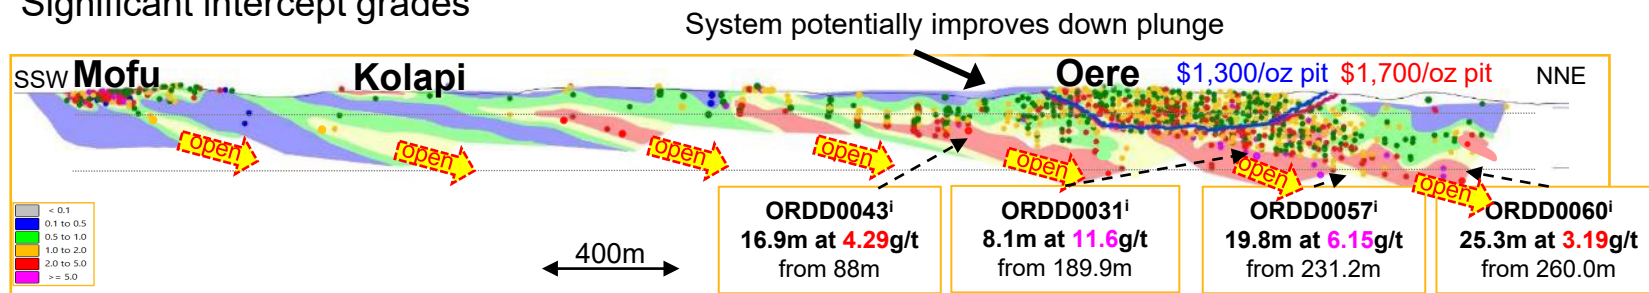 Significant intercept grades
System potentially improves down plunge
SSW Mofu Kolapi Oere $1,300/oz pit $1,700/oz pit NNE
open open open open open open open
< 0.1
0.1 to 0.5
0.5 to 1.0
1.0 to 2.0
2.0 to 5.0
>= 5.0
400m
ORDD0043ⁱ
16.9m at 4.29g/t
from 88m
ORDD0031ⁱ
8.1m at 11.6g/t
from 189.9m
ORDD0057ⁱ
19.8m at 6.15g/t
from 231.2m
ORDD0060ⁱ
25.3m at 3.19g/t
from 260.0m